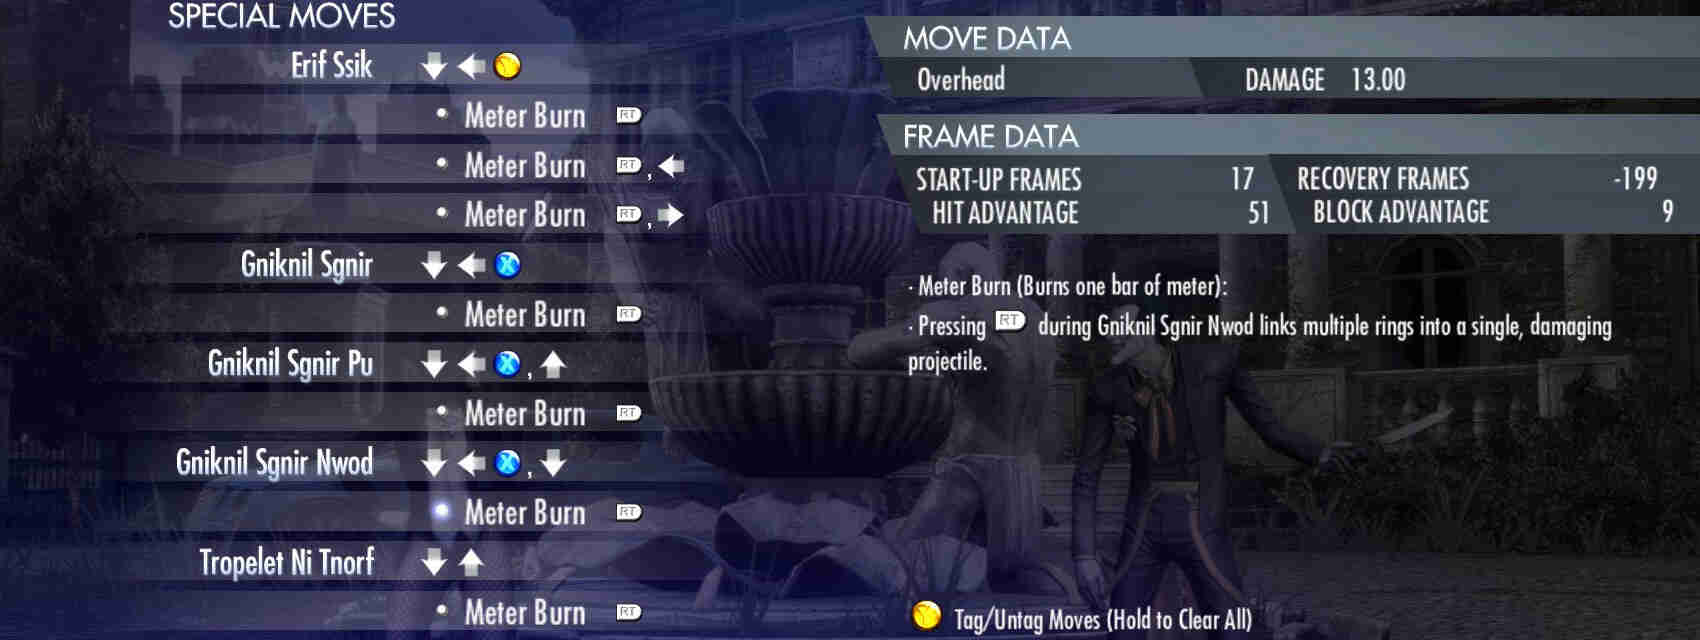 SPECIAL MOVES
Erif Ssik Y
Meter Burn RT
Meter Burn RT ,
Meter Burn RT ,
Gniknil Sgnir X
Meter Burn RT
Gniknil Sgnir Pu X ,
Meter Burn RT
Gniknil Sgnir Nwod X ,
Meter Burn RT
Tropelet Ni Tnorf
Meter Burn RT
MOVE DATA
Overhead DAMAGE 13.00
FRAME DATA
START-UP FRAMES 17 RECOVERY FRAMES -199
HIT ADVANTAGE 51 BLOCK ADVANTAGE 9
· Meter Burn (Burns one bar of meter):
· Pressing RT during Gniknil Sgnir Nwod links multiple rings into a single, damaging
projectile.
Y Tag/Untag Moves (Hold to Clear All)